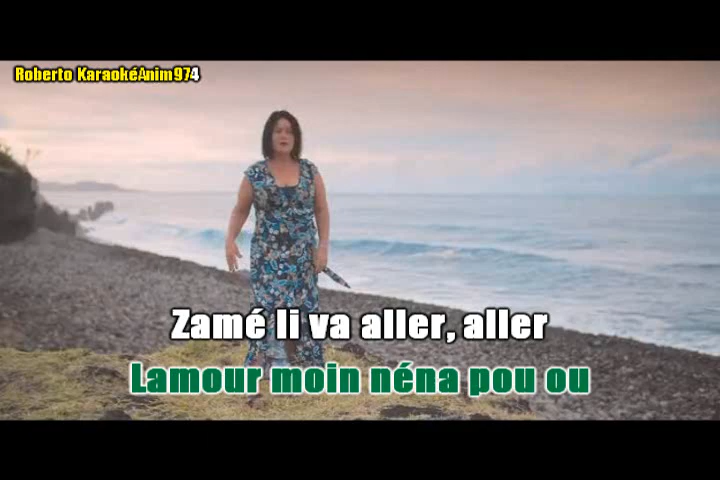 Roberto KaraokéAnim974
Zamé li va aller, aller
Lamour moin néna pou ou